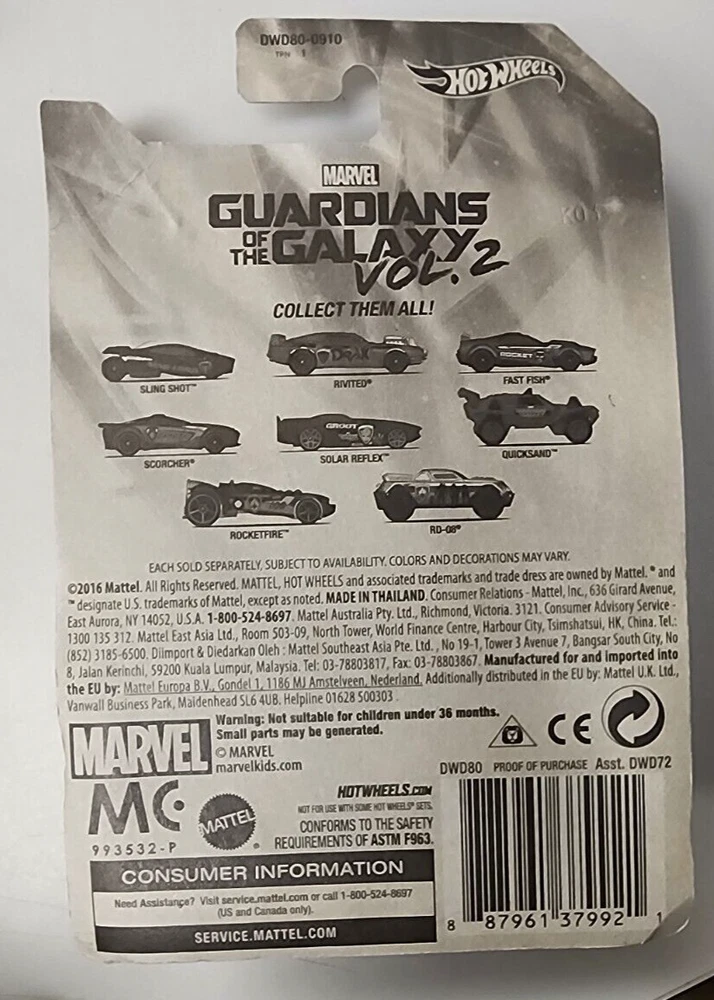 DWD80-0910
HOT WHEELS
MARVEL
GUARDIANS
OF THE GALAXY
VOL. 2
COLLECT THEM ALL!
SLING SHOT™
RIVITED®
FAST FISH®
DRAX
ROCKET
SCORCHER®
SOLAR REFLEX™
QUICKSAND™
GROOT
ROCKETFIRE™
RD-08®
EACH SOLD SEPARATELY, SUBJECT TO AVAILABILITY. COLORS AND DECORATIONS MAY VARY.
©2016 Mattel. All Rights Reserved. MATTEL, HOT WHEELS and associated trademarks and trade dress are owned by Mattel. ® and
™ designate U.S. trademarks of Mattel, except as noted. MADE IN THAILAND. Consumer Relations - Mattel, Inc., 636 Girard Avenue,
East Aurora, NY 14052, U.S.A. 1-800-524-8697. Mattel Australia Pty. Ltd., Richmond, Victoria. 3121. Consumer Advisory Service -
1300 135 312. Mattel East Asia Ltd., Room 503-09, North Tower, World Finance Centre, Harbour City, Tsimshatsui, HK, China. Tel.:
(852) 3185-6500. Diimport & Diedarkan Oleh : Mattel Southeast Asia Pte. Ltd. , No 19-1, Tower 3 Avenue 7, Bangsar South City, No
8, Jalan Kerinchi, 59200 Kuala Lumpur, Malaysia. Tel: 03-78803817, Fax: 03-78803867. Manufactured for and imported into
the EU by: Mattel Europa B.V., Gondel 1, 1186 MJ Amstelveen, Nederland. Additionally distributed in the EU by: Mattel U.K. Ltd.,
Vanwall Business Park, Maidenhead SL6 4UB. Helpline 01628 500303.
Warning: Not suitable for children under 36 months.
Small parts may be generated.
MARVEL
© MARVEL
marvelkids.com
CE
DWD80 PROOF OF PURCHASE Asst. DWD72
MC
993532-P
MATTEL
HOTWHEELS.COM
NOT FOR USE WITH SOME HOT WHEELS® SETS.
CONFORMS TO THE SAFETY
REQUIREMENTS OF ASTM F963.
CONSUMER INFORMATION
Need Assistance? Visit service.mattel.com or call 1-800-524-8697
(US and Canada only).
SERVICE.MATTEL.COM
8 87961 37992 1